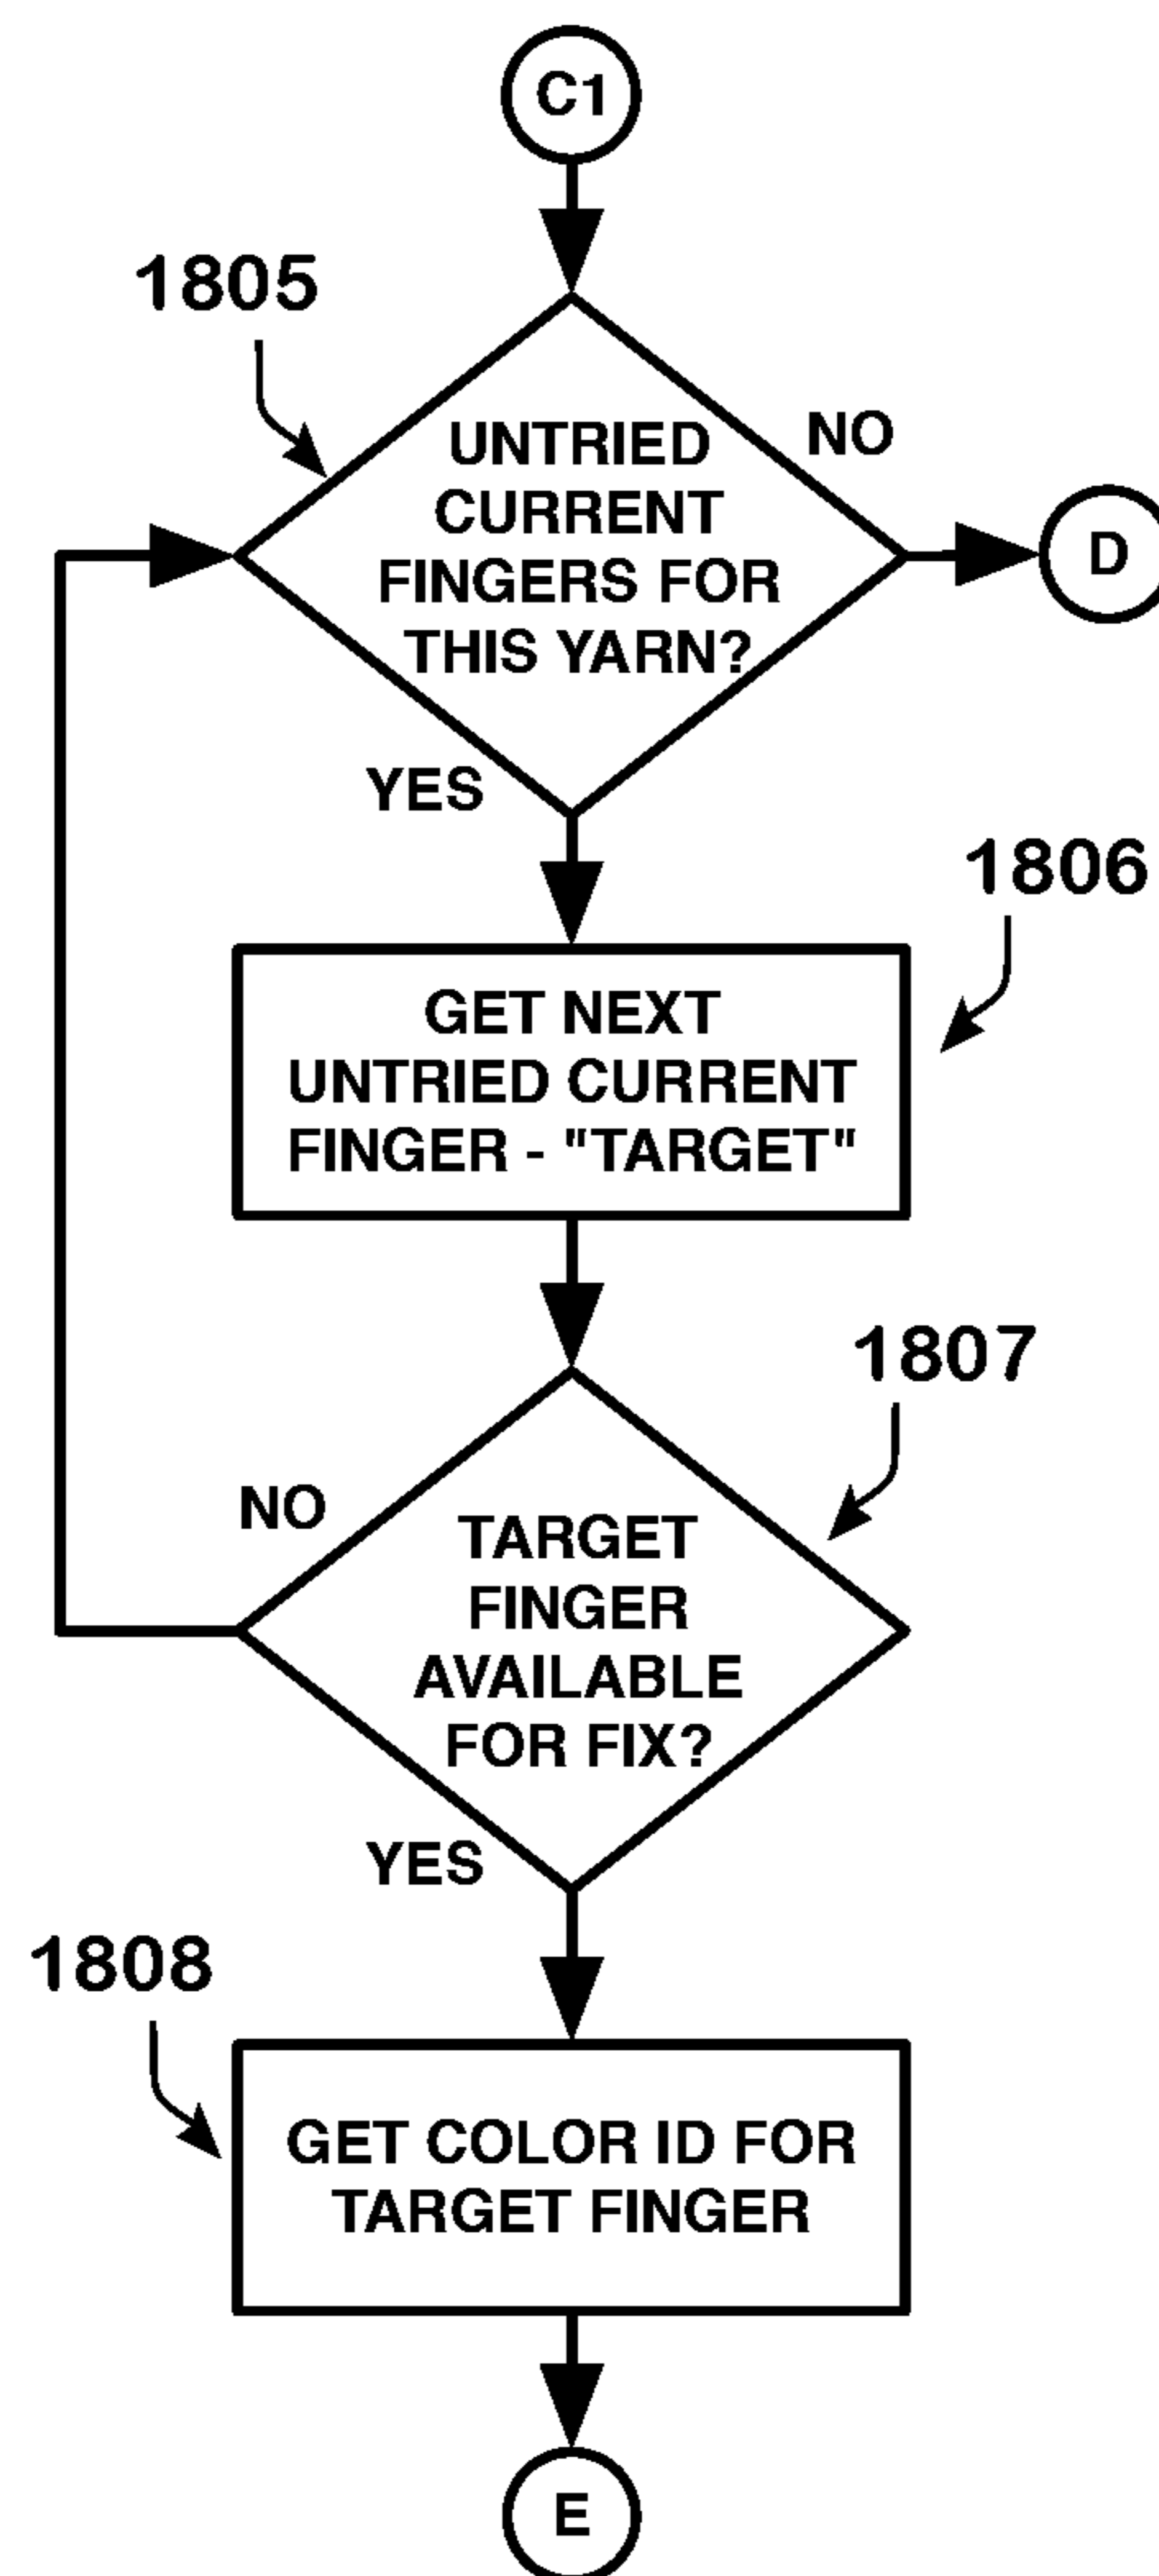 C1
1805
UNTRIED
CURRENT
FINGERS FOR
THIS YARN?
NO
D
YES
1806
GET NEXT
UNTRIED CURRENT
FINGER - "TARGET"
1807
NO
TARGET
FINGER
AVAILABLE
FOR FIX?
YES
1808
GET COLOR ID FOR
TARGET FINGER
E